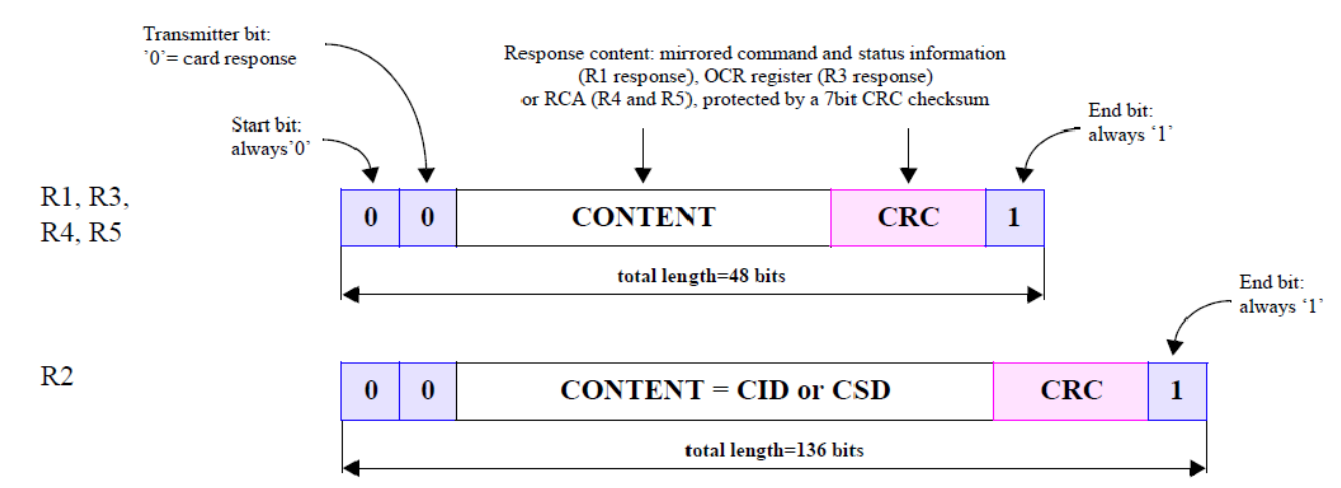 Transmitter bit:
’0’= card response
Response content: mirrored command and status information
(R1 response), OCR register (R3 response)
or RCA (R4 and R5), protected by a 7bit CRC checksum
Start bit:
always’0’
End bit:
always ‘1’
R1, R3,
R4, R5
0 0 CONTENT CRC 1
total length=48 bits
End bit:
always ‘1’
R2
0 0 CONTENT = CID or CSD CRC 1
total length=136 bits